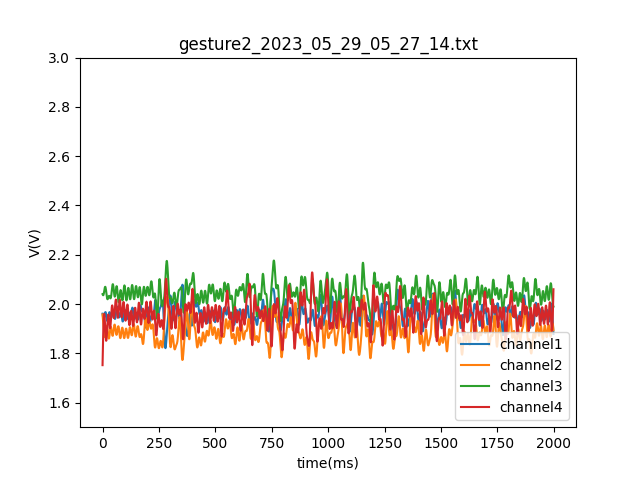 gesture2_2023_05_29_05_27_14.txt
3.0
2.8
2.6
2.4
2.2
2.0
1.8
1.6
V(V)
channel1
channel2
channel3
channel4
0 250 500 750 1000 1250 1500 1750 2000
time(ms)